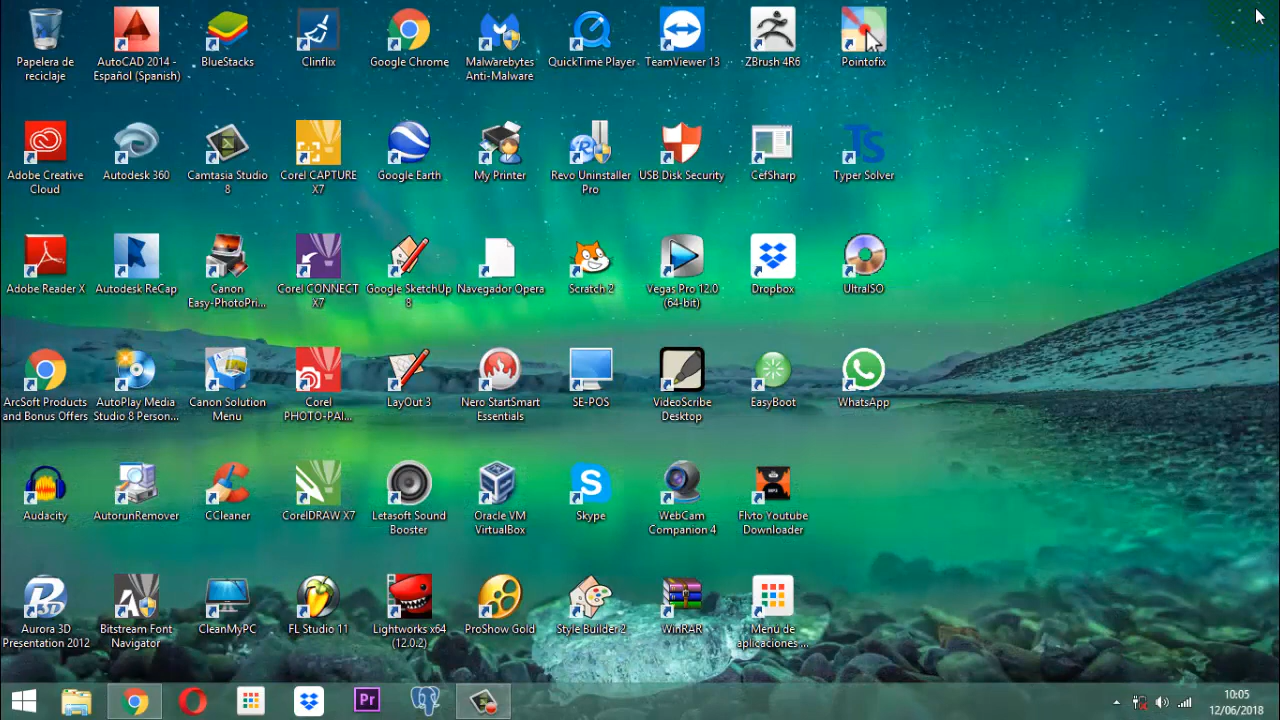 Papelera de
reciclaje
AutoCAD 2014 -
Español (Spanish)
BlueStacks
Clinflix
Google Chrome
Malwarebytes
Anti-Malware
QuickTime Player
TeamViewer 13
ZBrush 4R6
Pointofix
Adobe Creative
Cloud
Autodesk 360
Camtasia Studio
8
Corel CAPTURE
X7
Google Earth
My Printer
Revo Uninstaller
Pro
USB Disk Security
CefSharp
Ts
Typer Solver
Adobe Reader X
Autodesk ReCap
Canon
Easy-PhotoPri...
Corel CONNECT
X7
Google SketchUp
8
Navegador Opera
Scratch 2
Vegas Pro 12.0
(64-bit)
Dropbox
UltraISO
ArcSoft Products
and Bonus Offers
AutoPlay Media
Studio 8 Person...
Canon Solution
Menu
Corel
PHOTO-PAI...
LayOut 3
Nero StartSmart
Essentials
SE-POS
VideoScribe
Desktop
EasyBoot
WhatsApp
Audacity
AutorunRemover
CCleaner
CorelDRAW X7
Letasoft Sound
Booster
Oracle VM
VirtualBox
Skype
WebCam
Companion 4
Flvto Youtube
Downloader
Aurora 3D
Presentation 2012
Bitstream Font
Navigator
CleanMyPC
FL Studio 11
Lightworks x64
(12.0.2)
ProShow Gold
Style Builder 2
WinRAR
Menú de
aplicaciones ...
Pr
10:05
12/06/2018